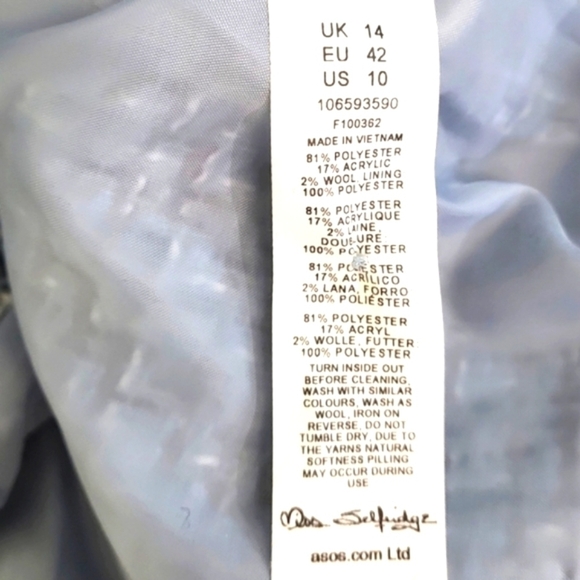 UK 14
EU 42
US 10
106593590
F100362
MADE IN VIETNAM
81% POLYESTER
17% ACRYLIC
2% WOOL, LINING
100% POLYESTER
81% POLYESTER
17% ACRYLIQUE
2% LAINE,
DOUBLURE
100% POLYESTER
81% POLIESTER
17% ACRÍLICO
2% LANA, FORRO
100% POLIÉSTER
81% POLYESTER
17% ACRYL
2% WOLLE, FUTTER
100% POLYESTER
TURN INSIDE OUT
BEFORE CLEANING,
WASH WITH SIMILAR
COLOURS, WASH AS
WOOL, IRON ON
REVERSE, DO NOT
TUMBLE DRY, DUE TO
THE YARNS NATURAL
SOFTNESS PILLING
MAY OCCUR DURING
USE
Miss Selfridge
asos.com Ltd